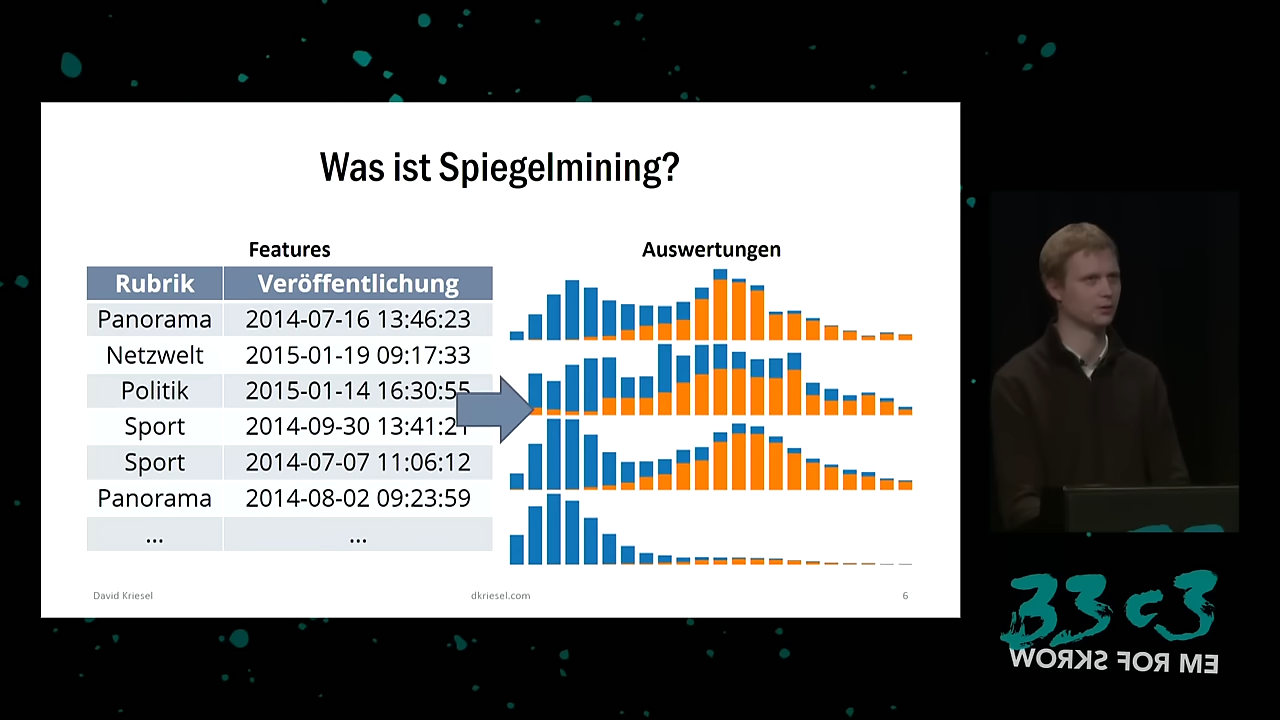 Was ist Spiegelmining?
Features
Rubrik Veröffentlichung
Panorama 2014-07-16 13:46:23
Netzwelt 2015-01-19 09:17:33
Politik 2015-01-14 16:30:55
Sport 2014-09-30 13:41:21
Sport 2014-07-07 11:06:12
Panorama 2014-08-02 09:23:59
... ...
Auswertungen
David Kriesel dkriesel.com 6
33c3
WORKS FOR ME